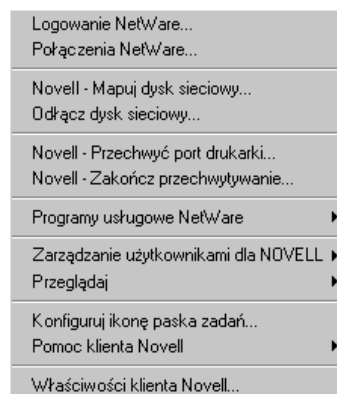 Logowanie NetWare...
Połączenia NetWare...
Novell - Mapuj dysk sieciowy...
Odłącz dysk sieciowy...
Novell - Przechwyć port drukarki...
Novell - Zakończ przechwytywanie...
Programy usługowe NetWare
Zarządzanie użytkownikami dla NOVELL
Przeglądaj
Konfiguruj ikonę paska zadań...
Pomoc klienta Novell
Właściwości klienta Novell...